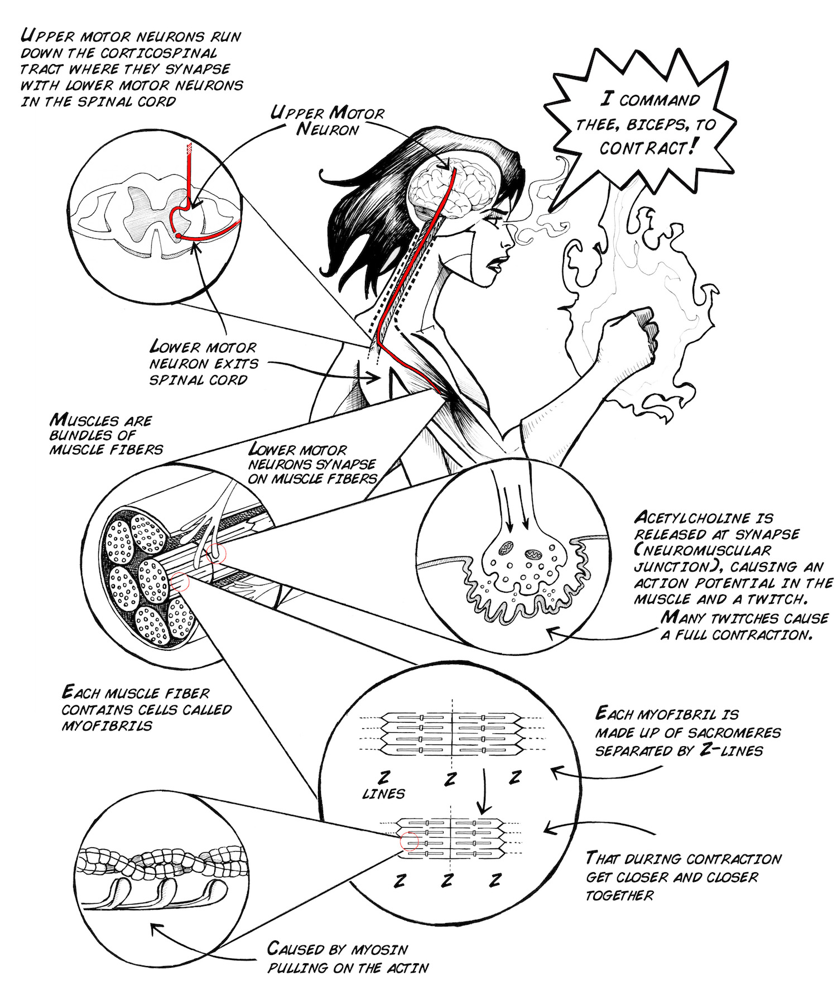 Upper motor neurons run
down the corticospinal
tract where they synapse
with lower motor neurons
in the spinal cord
Upper Motor
Neuron
I command
thee, biceps, to
contract!
Lower motor
neuron exits
spinal cord
Muscles are
bundles of
muscle fibers
Lower motor
neurons synapse
on muscle fibers
Acetylcholine is
released at synapse
(neuromuscular
junction), causing an
action potential in the
muscle and a twitch.
Many twitches cause
a full contraction.
Each muscle fiber
contains cells called
myofibrils
Each myofibril is
made up of sacromeres
separated by Z-lines
Z Z Z
lines
Z Z Z
That during contraction
get closer and closer
together
Caused by myosin
pulling on the actin